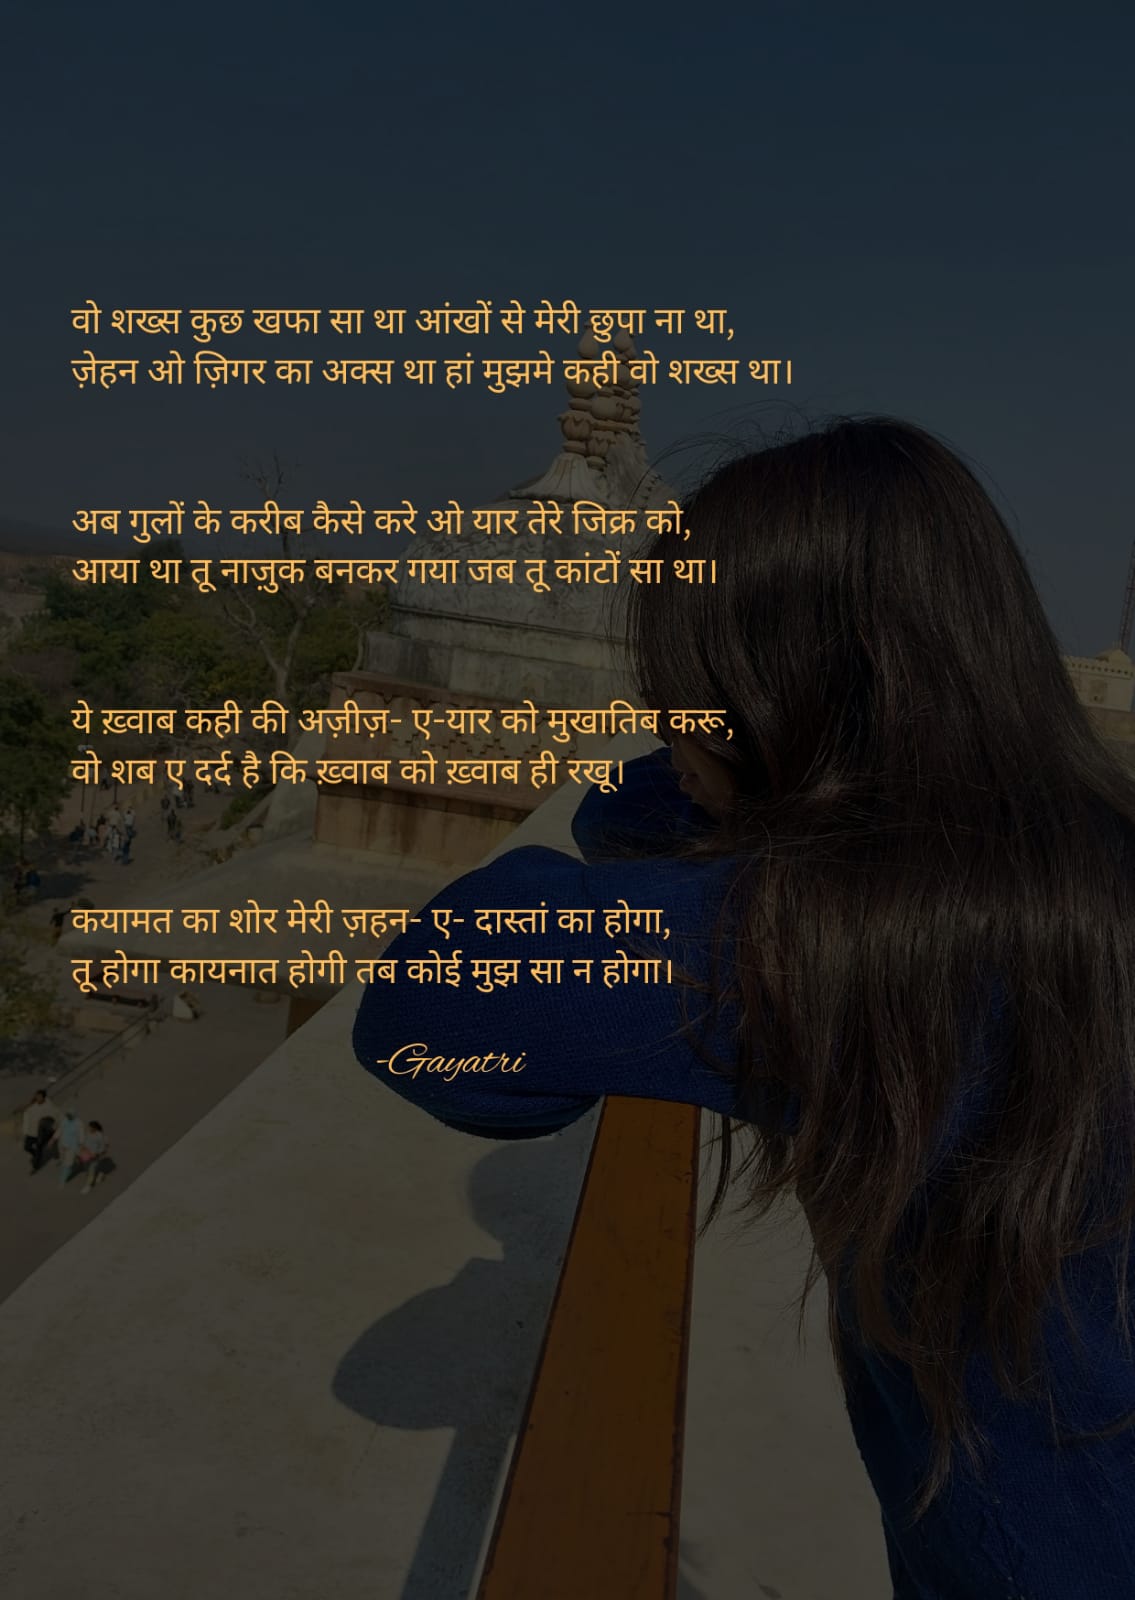 वो शख्स कुछ खफा सा था आंखों से मेरी छुपा ना था,
ज़ेहन ओ ज़िगर का अक्स था हां मुझमे कही वो शख्स था।
अब गुलों के करीब कैसे करे ओ यार तेरे जिक्र को,
आया था तू नाज़ुक बनकर गया जब तू कांटों सा था।
ये ख़्वाब कही की अज़ीज़- ए-यार को मुखातिब करू,
वो शब ए दर्द है कि ख़्वाब को ख़्वाब ही रखू।
कयामत का शोर मेरी ज़हन- ए- दास्तां का होगा,
तू होगा कायनात होगी तब कोई मुझ सा न होगा।
-Gayatri